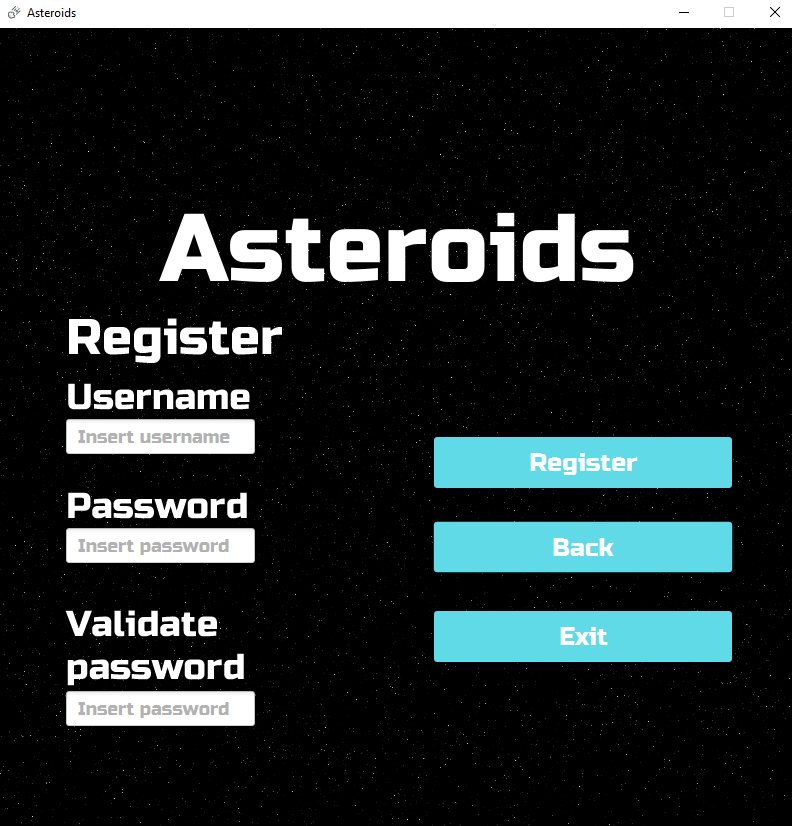 Asteroids
Asteroids
Register
Username
Insert username
Password
Insert password
Validate
password
Insert password
Register
Back
Exit